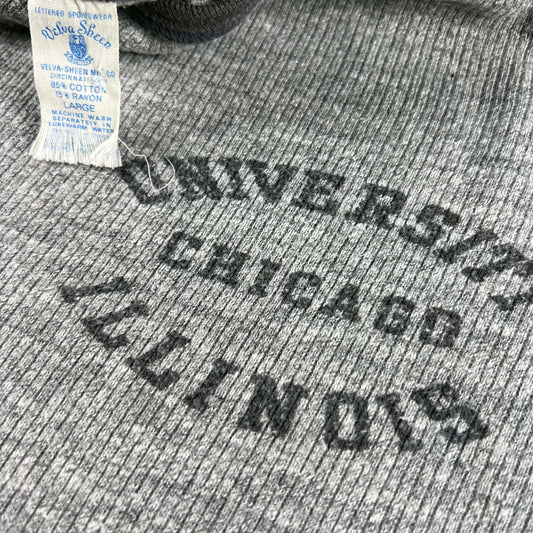 LETTERED SPORTSWEAR
Velva Sheen
VELVA-SHEEN MFG CO
CINCINNATI
85% COTTON
15% RAYON
LARGE
MACHINE WASH
SEPARATELY IN
LUKEWARM WATER
UNIVERSITY
CHICAGO
ILLINOIS